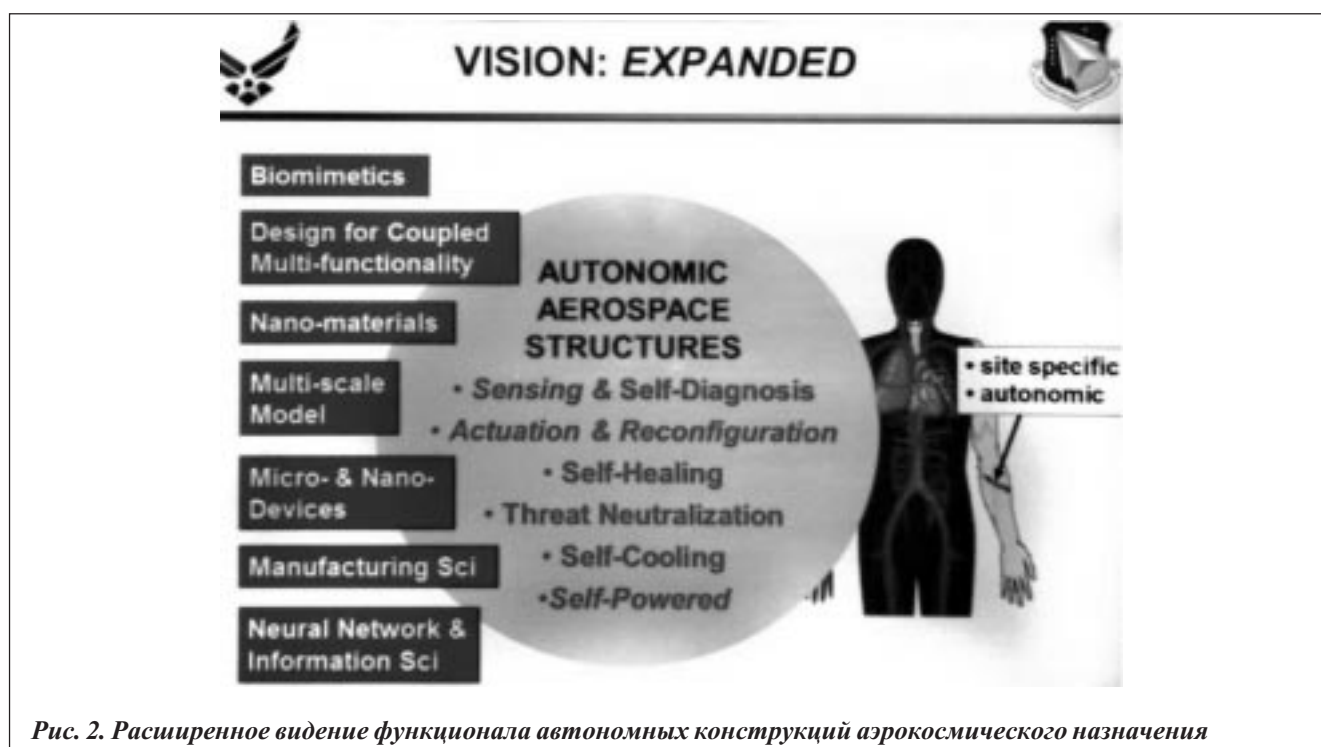 VISION: EXPANDED
Biomimetics
Design for Coupled
Multi-functionality
Nano-materials
Multi-scale
Model
Micro- & Nano-
Devices
Manufacturing Sci
Neural Network &
Information Sci
AUTONOMIC
AEROSPACE
STRUCTURES
• Sensing & Self-Diagnosis
• Actuation & Reconfiguration
• Self-Healing
• Threat Neutralization
• Self-Cooling
•Self-Powered
• site specific
• autonomic
Рис. 2. Расширенное видение функционала автономных конструкций аэрокосмического назначения